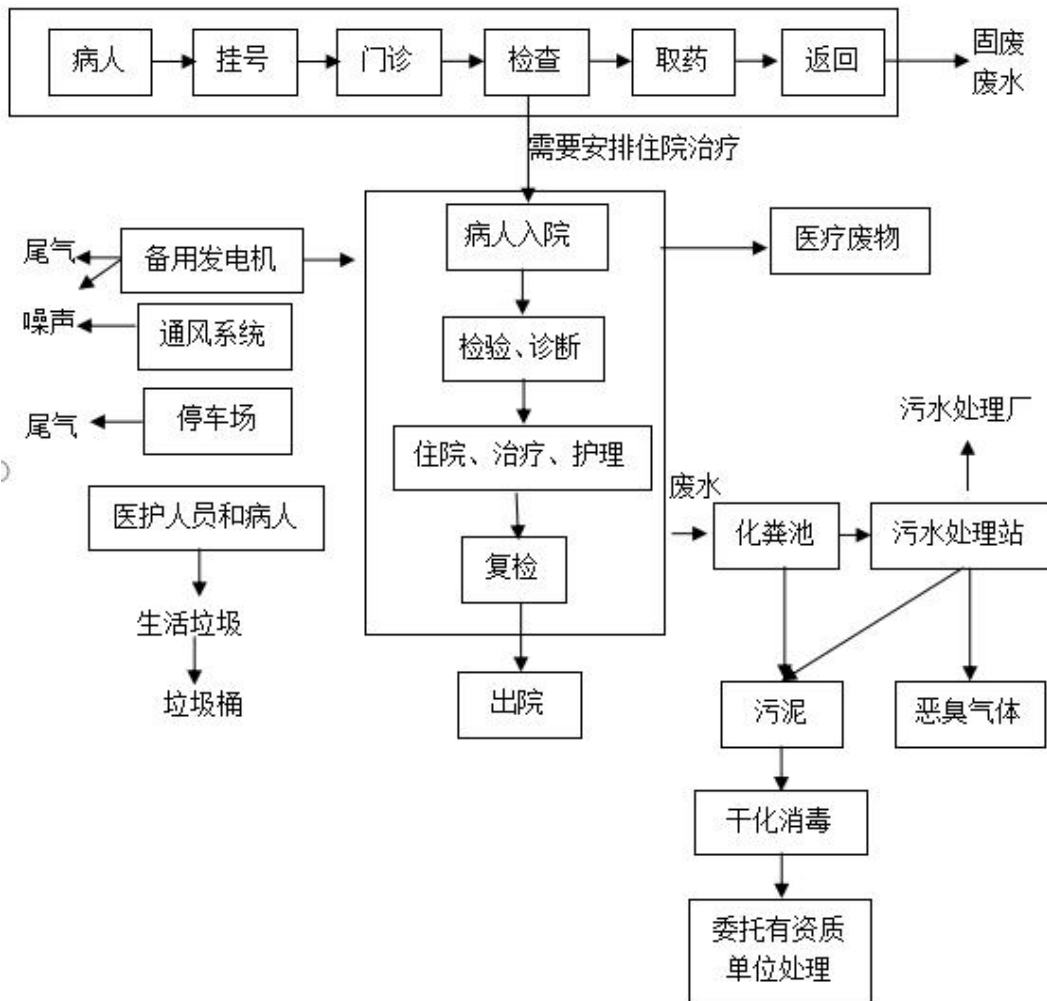 病人
挂号
门诊
检查
取药
返回
固废
废水
需要安排住院治疗
病人入院
医疗废物
尾气
备用发电机
噪声
通风系统
检验、诊断
尾气
停车场
污水处理厂
住院、治疗、护理
医护人员和病人
废水
化粪池
污水处理站
复检
生活垃圾
垃圾桶
出院
污泥
恶臭气体
干化消毒
委托有资质
单位处理